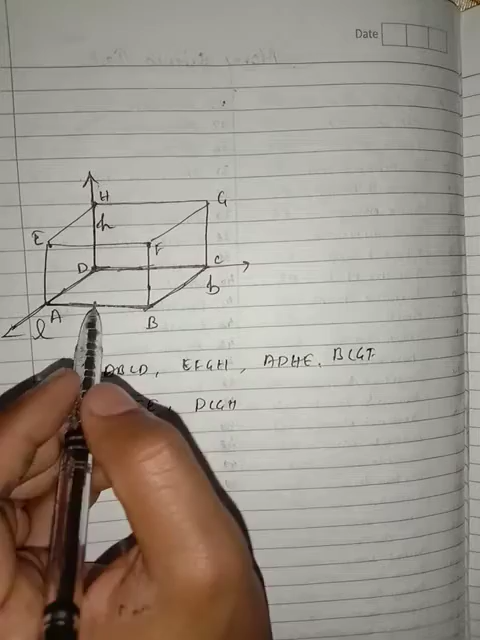 Date
H
G
h
E
F
D
C
b
A
l
B
ABCD, EFGH, ADHE, BCGF
DCGH